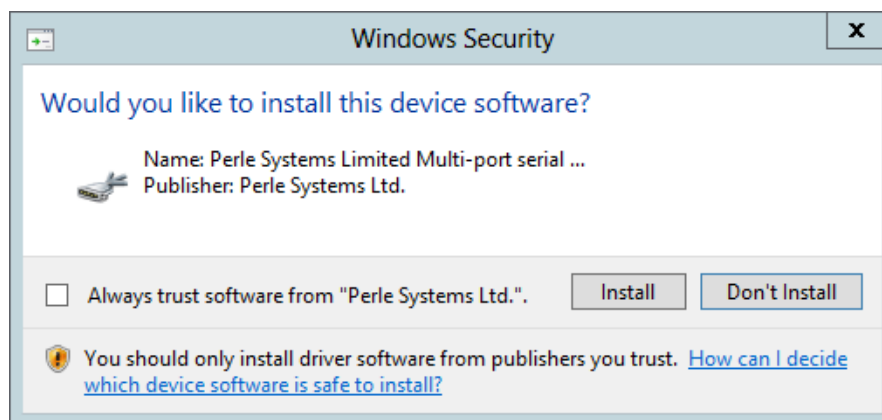 Windows Security
x
Would you like to install this device software?
Name: Perle Systems Limited Multi-port serial ...
Publisher: Perle Systems Ltd.
Always trust software from "Perle Systems Ltd.".
Install
Don't Install
You should only install driver software from publishers you trust. How can I decide
which device software is safe to install?